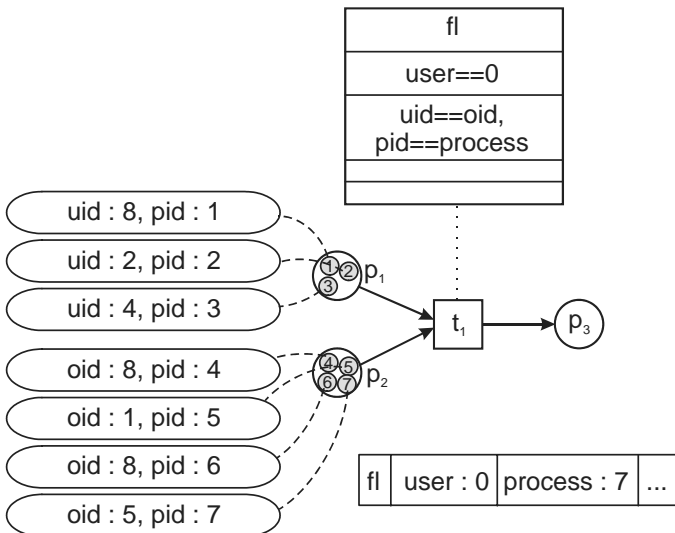 fl
user==0
uid==oid,
pid==process
uid : 8, pid : 1
uid : 2, pid : 2
uid : 4, pid : 3
1
2
3
p1
t1
p3
oid : 8, pid : 4
oid : 1, pid : 5
oid : 8, pid : 6
oid : 5, pid : 7
4
5
6
7
p2
fl user : 0 process : 7 ...